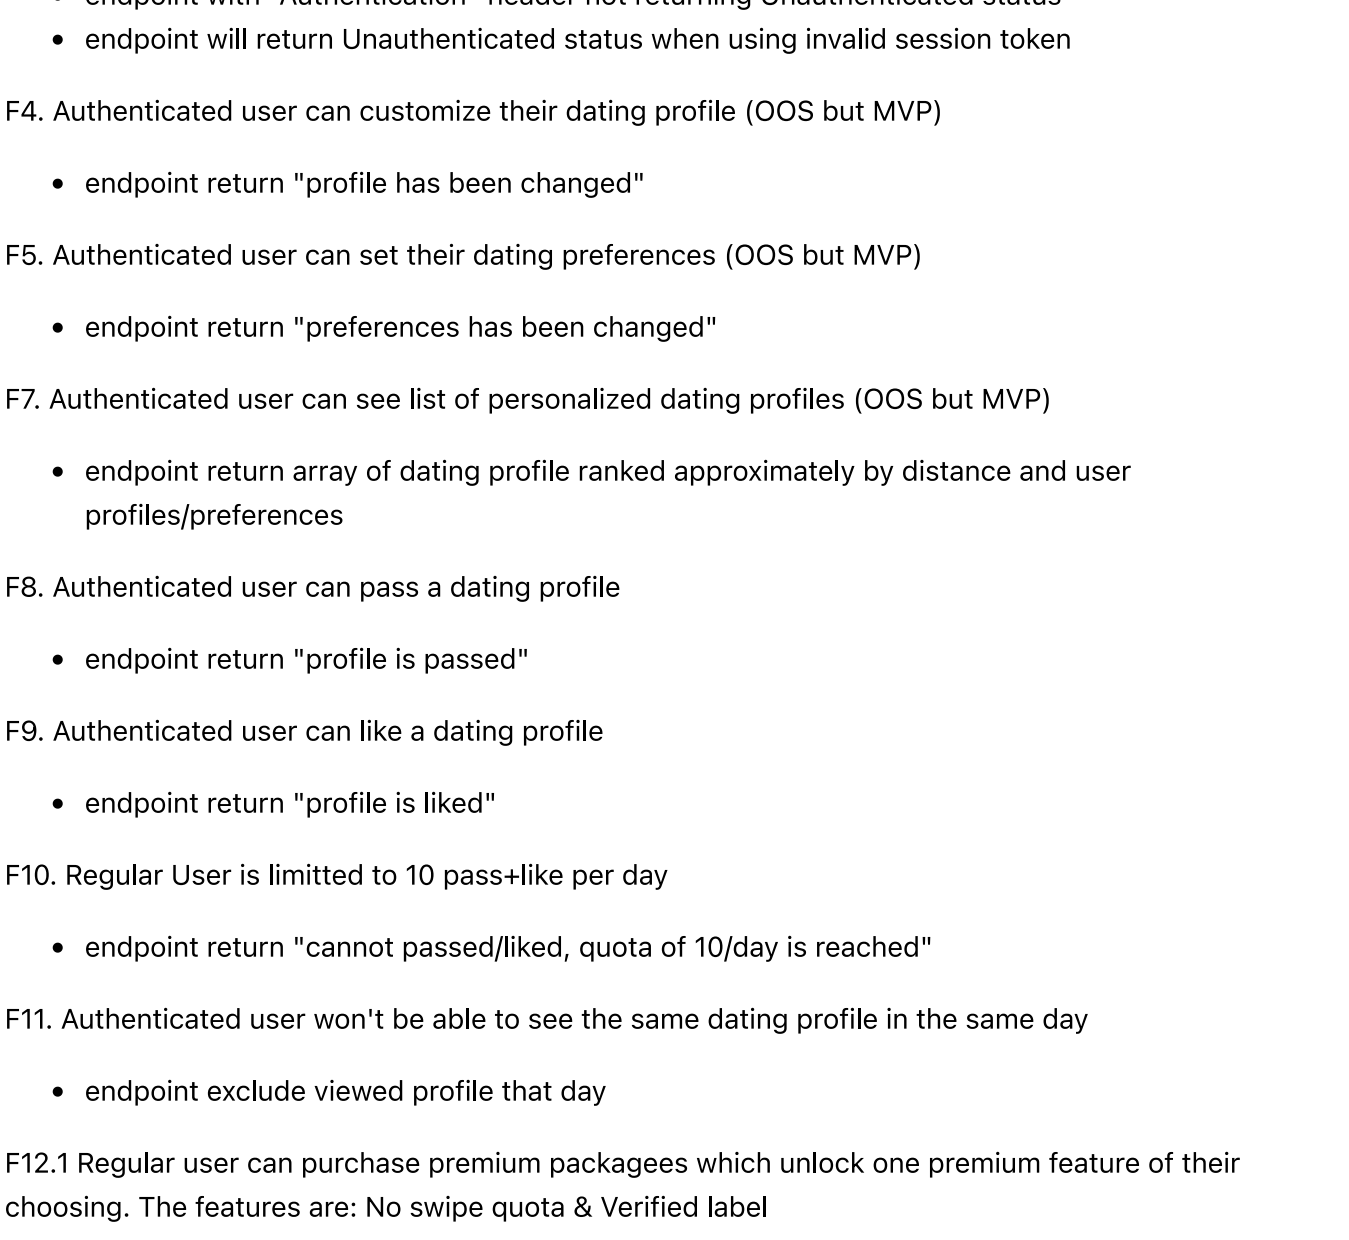 endpoint with "Authentication" header not returning Unauthenticated status
• endpoint will return Unauthenticated status when using invalid session token
F4. Authenticated user can customize their dating profile (OOS but MVP)
• endpoint return "profile has been changed"
F5. Authenticated user can set their dating preferences (OOS but MVP)
• endpoint return "preferences has been changed"
F7. Authenticated user can see list of personalized dating profiles (OOS but MVP)
• endpoint return array of dating profile ranked approximately by distance and user
profiles/preferences
F8. Authenticated user can pass a dating profile
• endpoint return "profile is passed"
F9. Authenticated user can like a dating profile
• endpoint return "profile is liked"
F10. Regular User is limitted to 10 pass+like per day
• endpoint return "cannot passed/liked, quota of 10/day is reached"
F11. Authenticated user won't be able to see the same dating profile in the same day
• endpoint exclude viewed profile that day
F12.1 Regular user can purchase premium packagees which unlock one premium feature of their
choosing. The features are: No swipe quota & Verified label